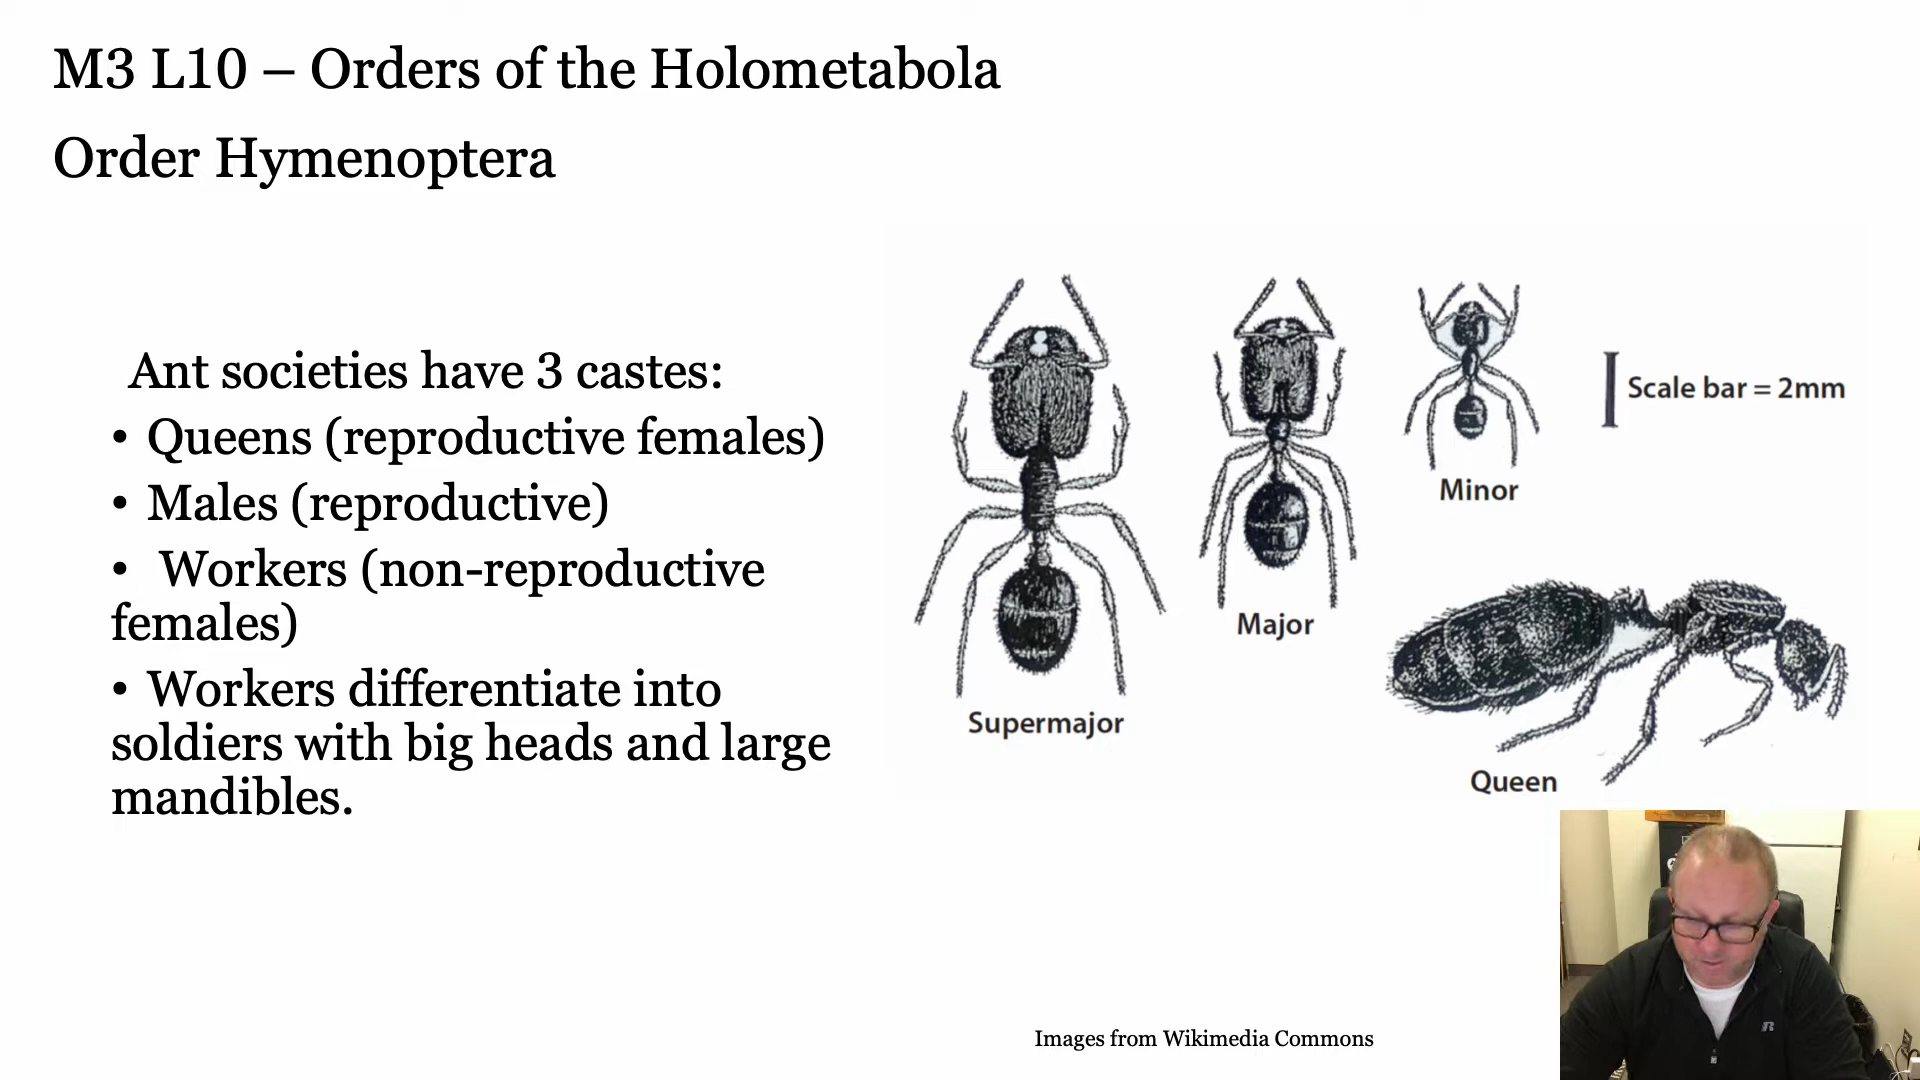 M3 L10 – Orders of the Holometabola
Order Hymenoptera
Ant societies have 3 castes:
• Queens (reproductive females)
• Males (reproductive)
• Workers (non-reproductive
females)
• Workers differentiate into
soldiers with big heads and large
mandibles.
Supermajor
Major
Minor
Scale bar = 2mm
Queen
Images from Wikimedia Commons